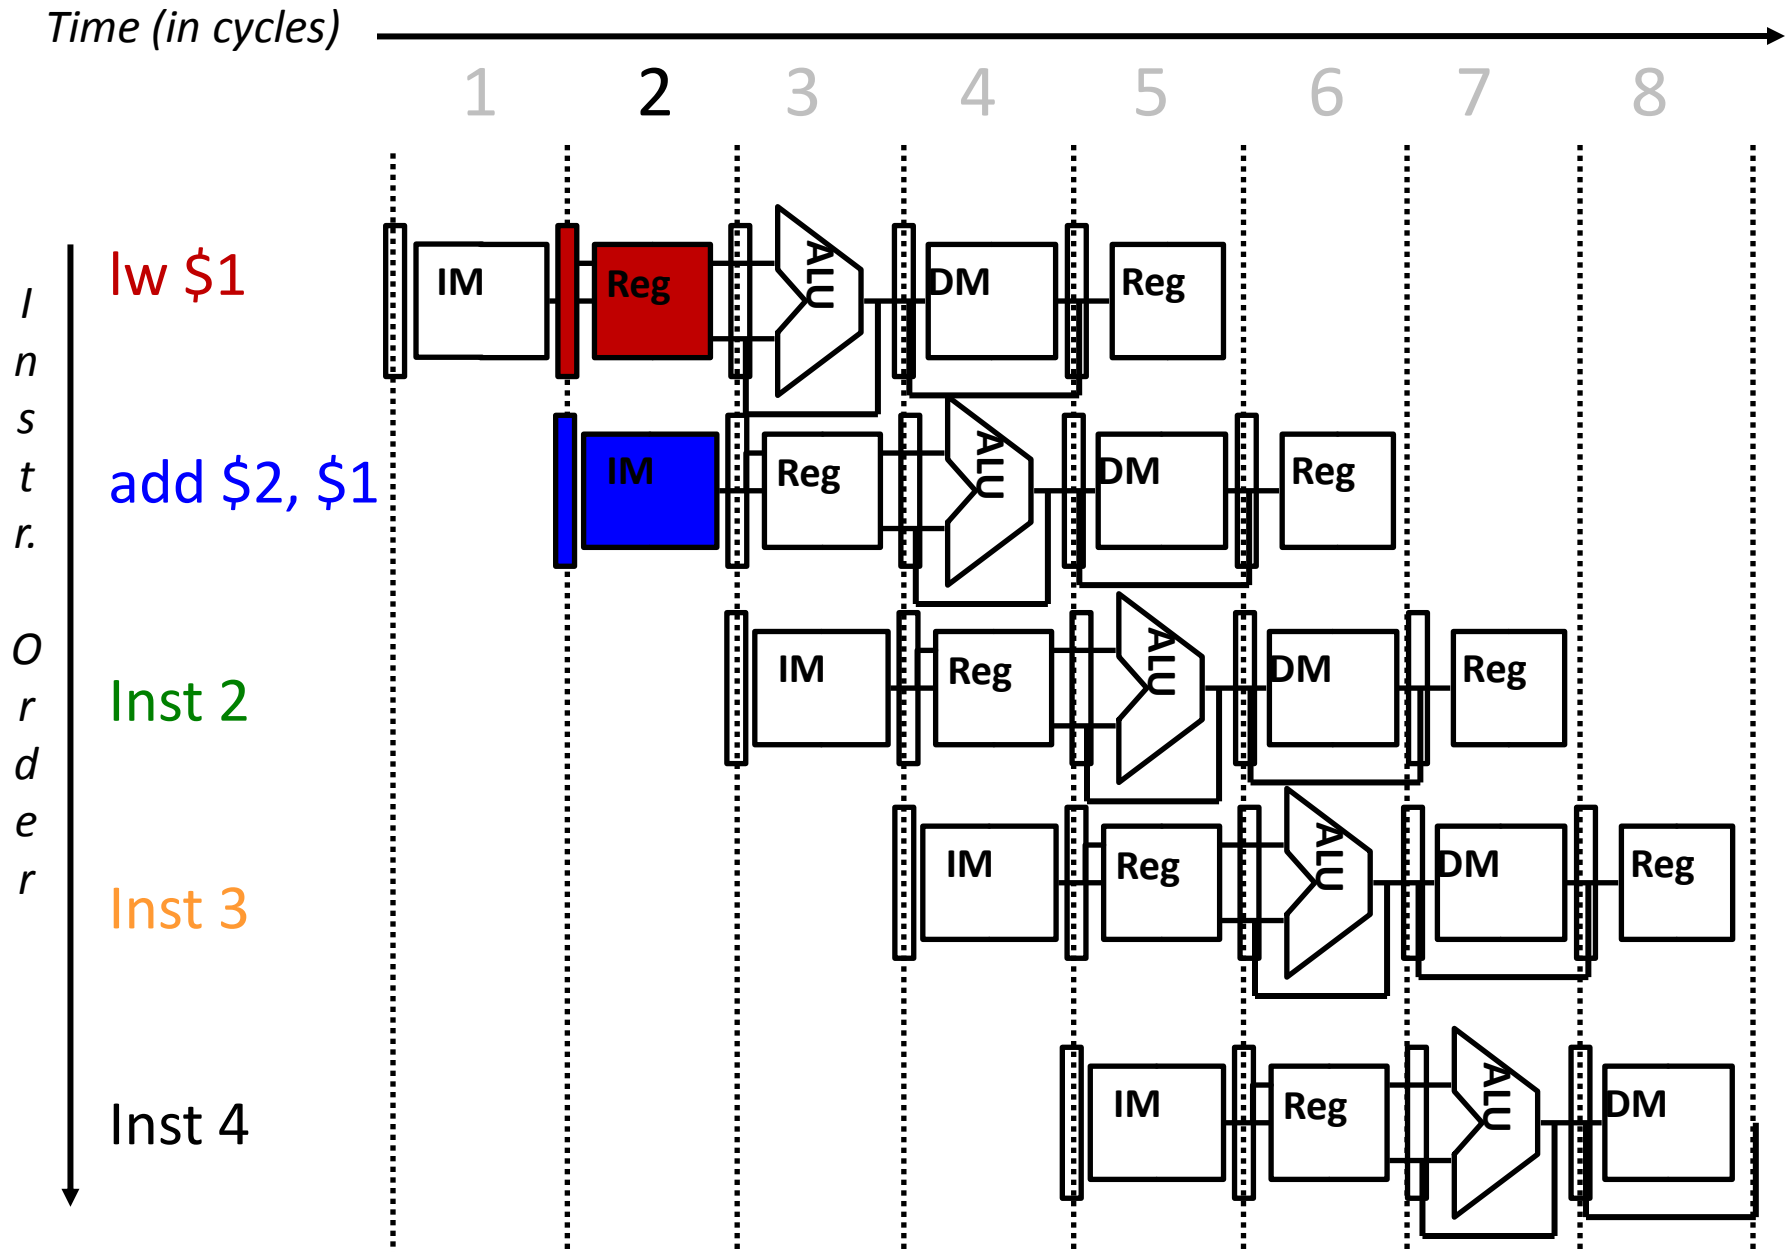 Time (in cycles)
1 2 3 4 5 6 7 8
Instr. Order
lw $1 IM Reg ALU DM Reg
add $2, $1 IM Reg ALU DM Reg
Inst 2 IM Reg ALU DM Reg
Inst 3 IM Reg ALU DM Reg
Inst 4 IM Reg ALU DM